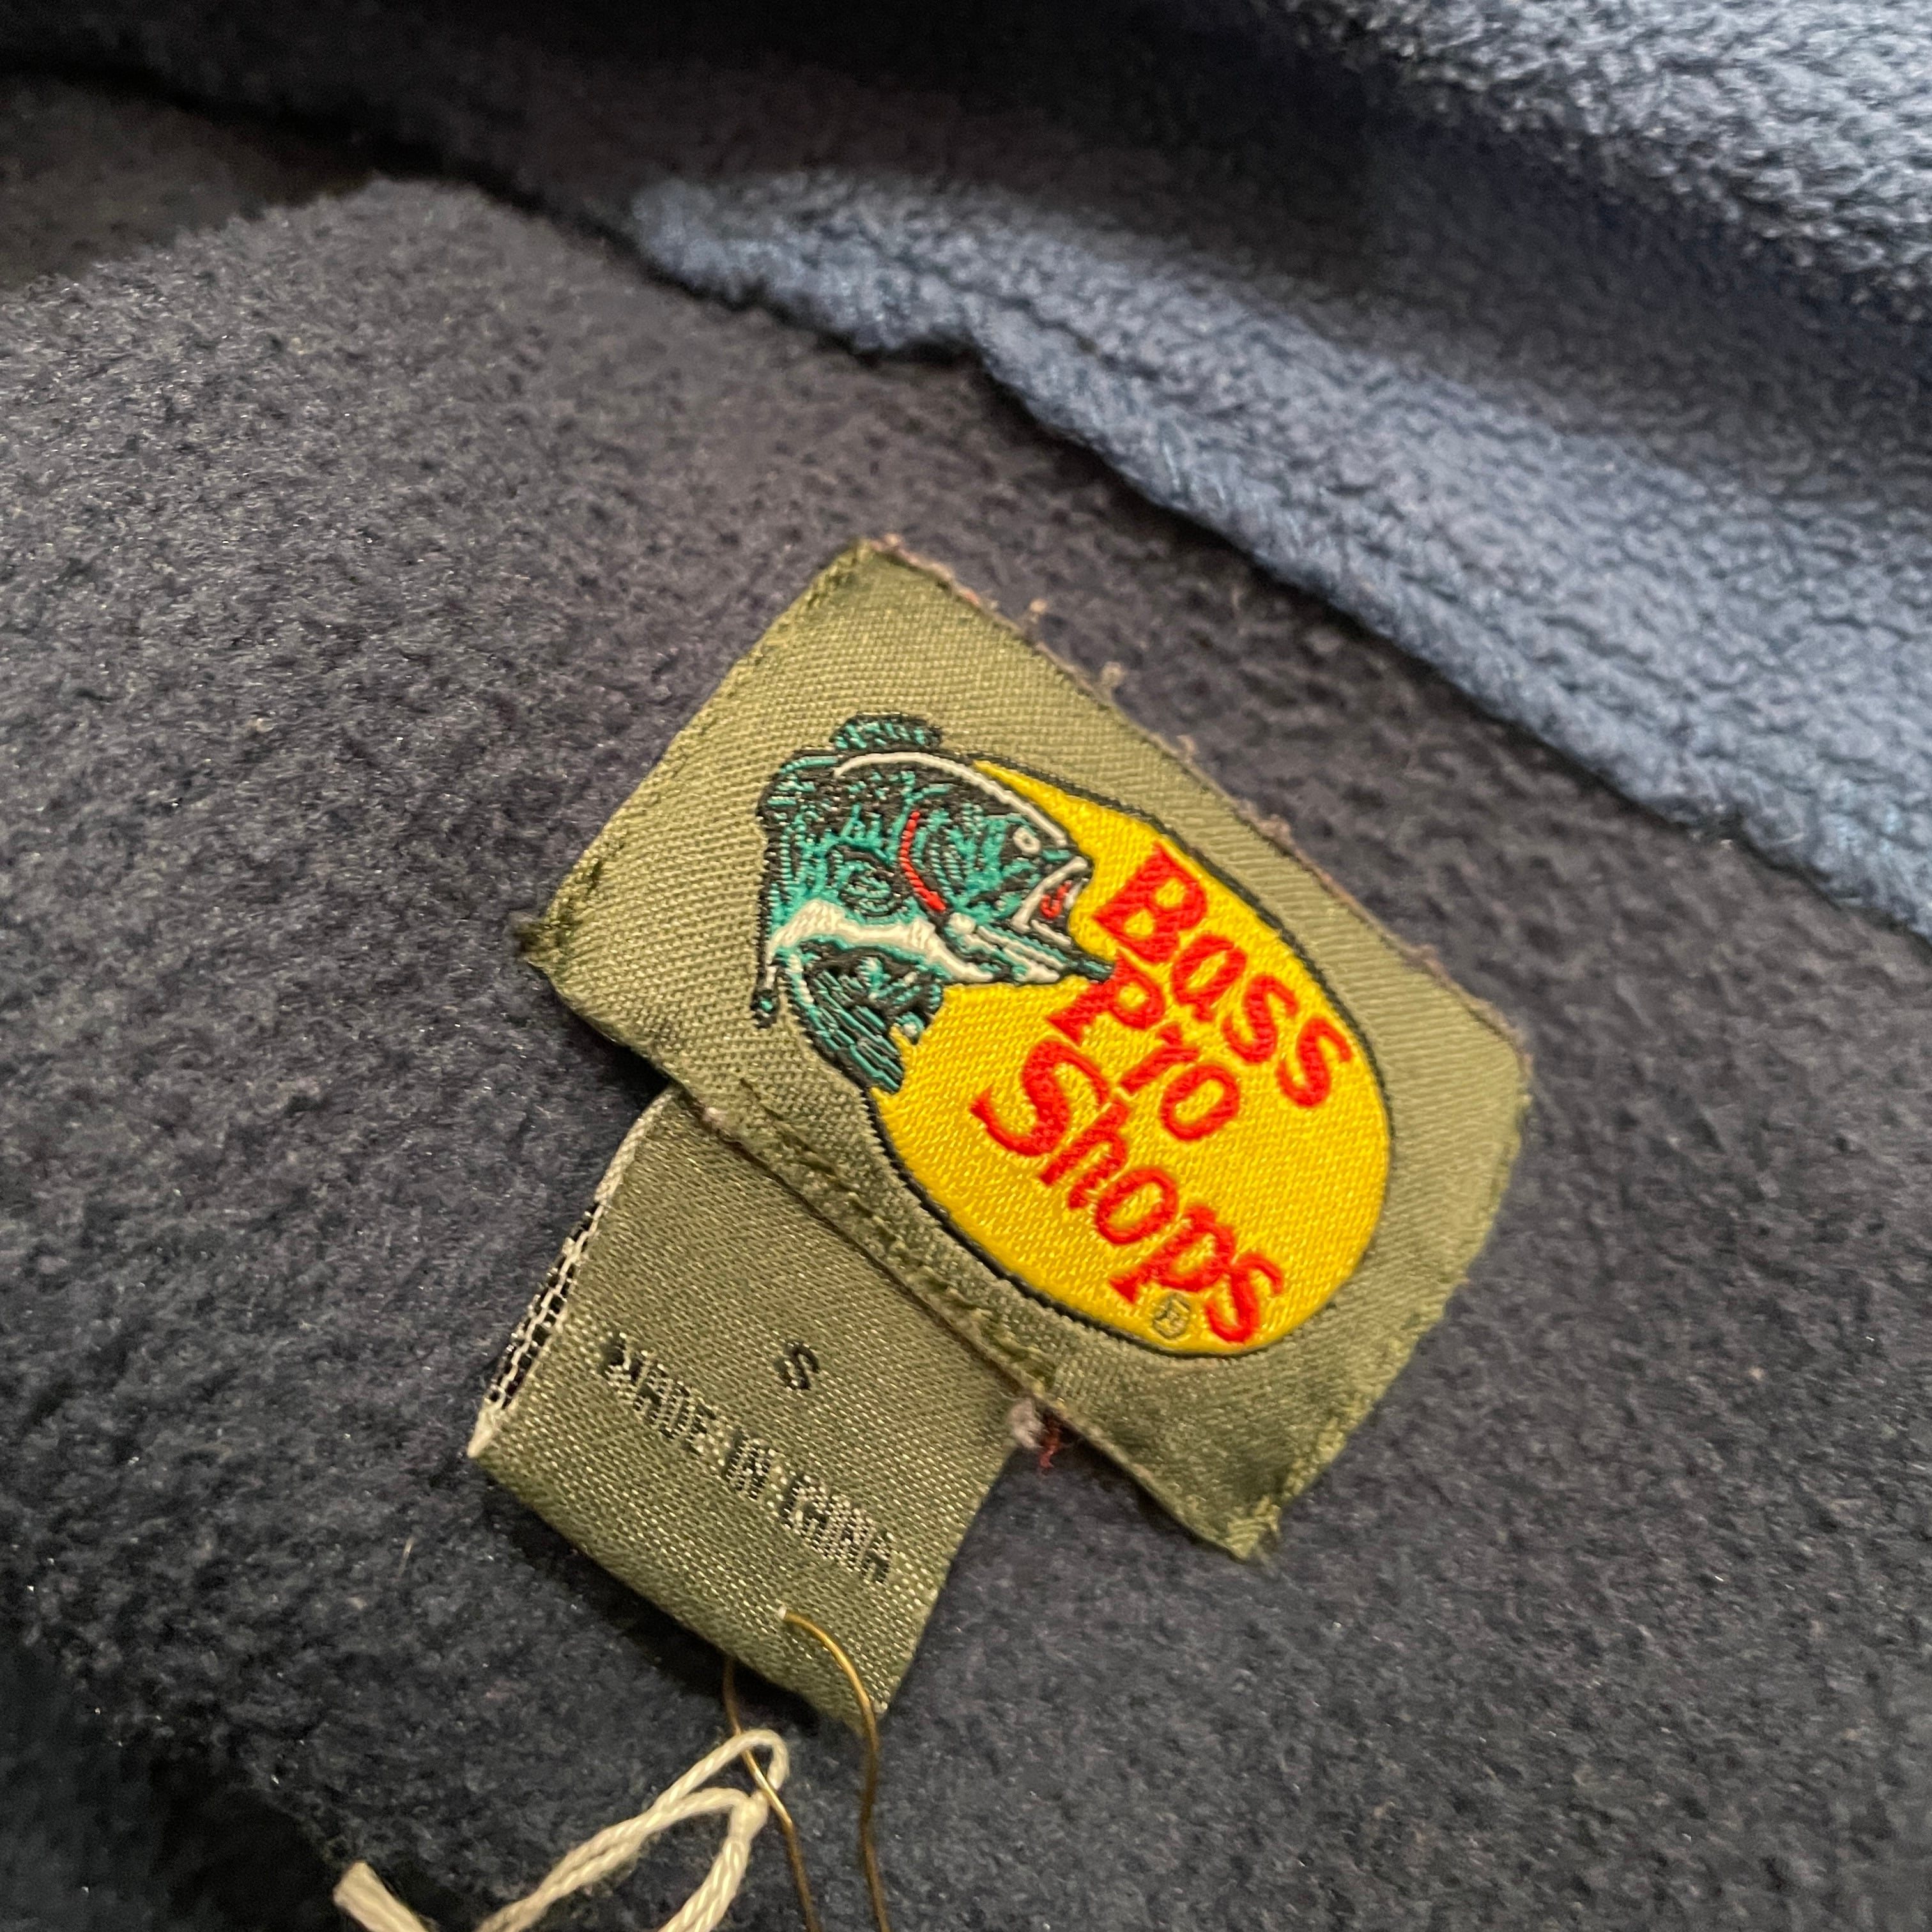 Bass
Pro
Shops
®
S
MADE IN CHINA